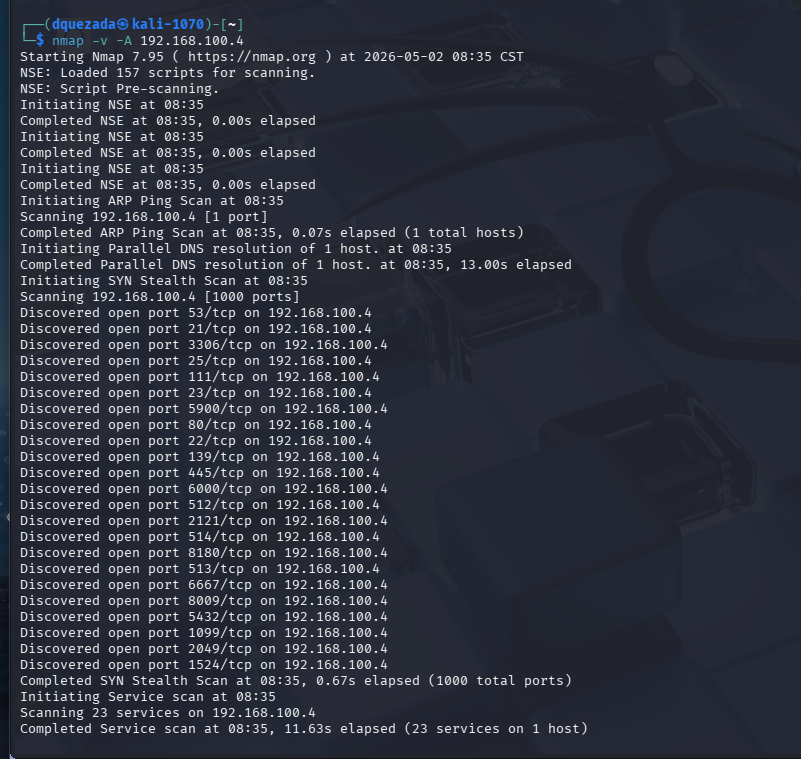 ┌──(dquezada㉿kali-1070)-[~]
└─$ nmap -v -A 192.168.100.4
Starting Nmap 7.95 ( https://nmap.org ) at 2026-05-02 08:35 CST
NSE: Loaded 157 scripts for scanning.
NSE: Script Pre-scanning.
Initiating NSE at 08:35
Completed NSE at 08:35, 0.00s elapsed
Initiating NSE at 08:35
Completed NSE at 08:35, 0.00s elapsed
Initiating NSE at 08:35
Completed NSE at 08:35, 0.00s elapsed
Initiating ARP Ping Scan at 08:35
Scanning 192.168.100.4 [1 port]
Completed ARP Ping Scan at 08:35, 0.07s elapsed (1 total hosts)
Initiating Parallel DNS resolution of 1 host. at 08:35
Completed Parallel DNS resolution of 1 host. at 08:35, 13.00s elapsed
Initiating SYN Stealth Scan at 08:35
Scanning 192.168.100.4 [1000 ports]
Discovered open port 53/tcp on 192.168.100.4
Discovered open port 21/tcp on 192.168.100.4
Discovered open port 3306/tcp on 192.168.100.4
Discovered open port 25/tcp on 192.168.100.4
Discovered open port 111/tcp on 192.168.100.4
Discovered open port 23/tcp on 192.168.100.4
Discovered open port 5900/tcp on 192.168.100.4
Discovered open port 80/tcp on 192.168.100.4
Discovered open port 22/tcp on 192.168.100.4
Discovered open port 139/tcp on 192.168.100.4
Discovered open port 445/tcp on 192.168.100.4
Discovered open port 6000/tcp on 192.168.100.4
Discovered open port 512/tcp on 192.168.100.4
Discovered open port 2121/tcp on 192.168.100.4
Discovered open port 514/tcp on 192.168.100.4
Discovered open port 8180/tcp on 192.168.100.4
Discovered open port 513/tcp on 192.168.100.4
Discovered open port 6667/tcp on 192.168.100.4
Discovered open port 8009/tcp on 192.168.100.4
Discovered open port 5432/tcp on 192.168.100.4
Discovered open port 1099/tcp on 192.168.100.4
Discovered open port 2049/tcp on 192.168.100.4
Discovered open port 1524/tcp on 192.168.100.4
Completed SYN Stealth Scan at 08:35, 0.67s elapsed (1000 total ports)
Initiating Service scan at 08:35
Scanning 23 services on 192.168.100.4
Completed Service scan at 08:35, 11.63s elapsed (23 services on 1 host)